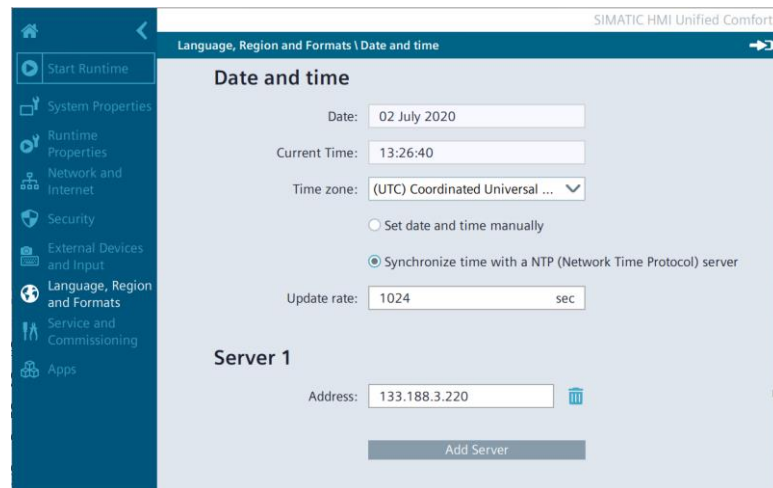 SIMATIC HMI Unified Comfort
Language, Region and Formats \ Date and time
Start Runtime
System Properties
Runtime
Properties
Network and
Internet
Security
External Devices
and Input
Language, Region
and Formats
Service and
Commissioning
Apps
Date and time
Date: 02 July 2020
Current Time: 13:26:40
Time zone: (UTC) Coordinated Universal ...
Set date and time manually
Synchronize time with a NTP (Network Time Protocol) server
Update rate: 1024 sec
Server 1
Address: 133.188.3.220
Add Server